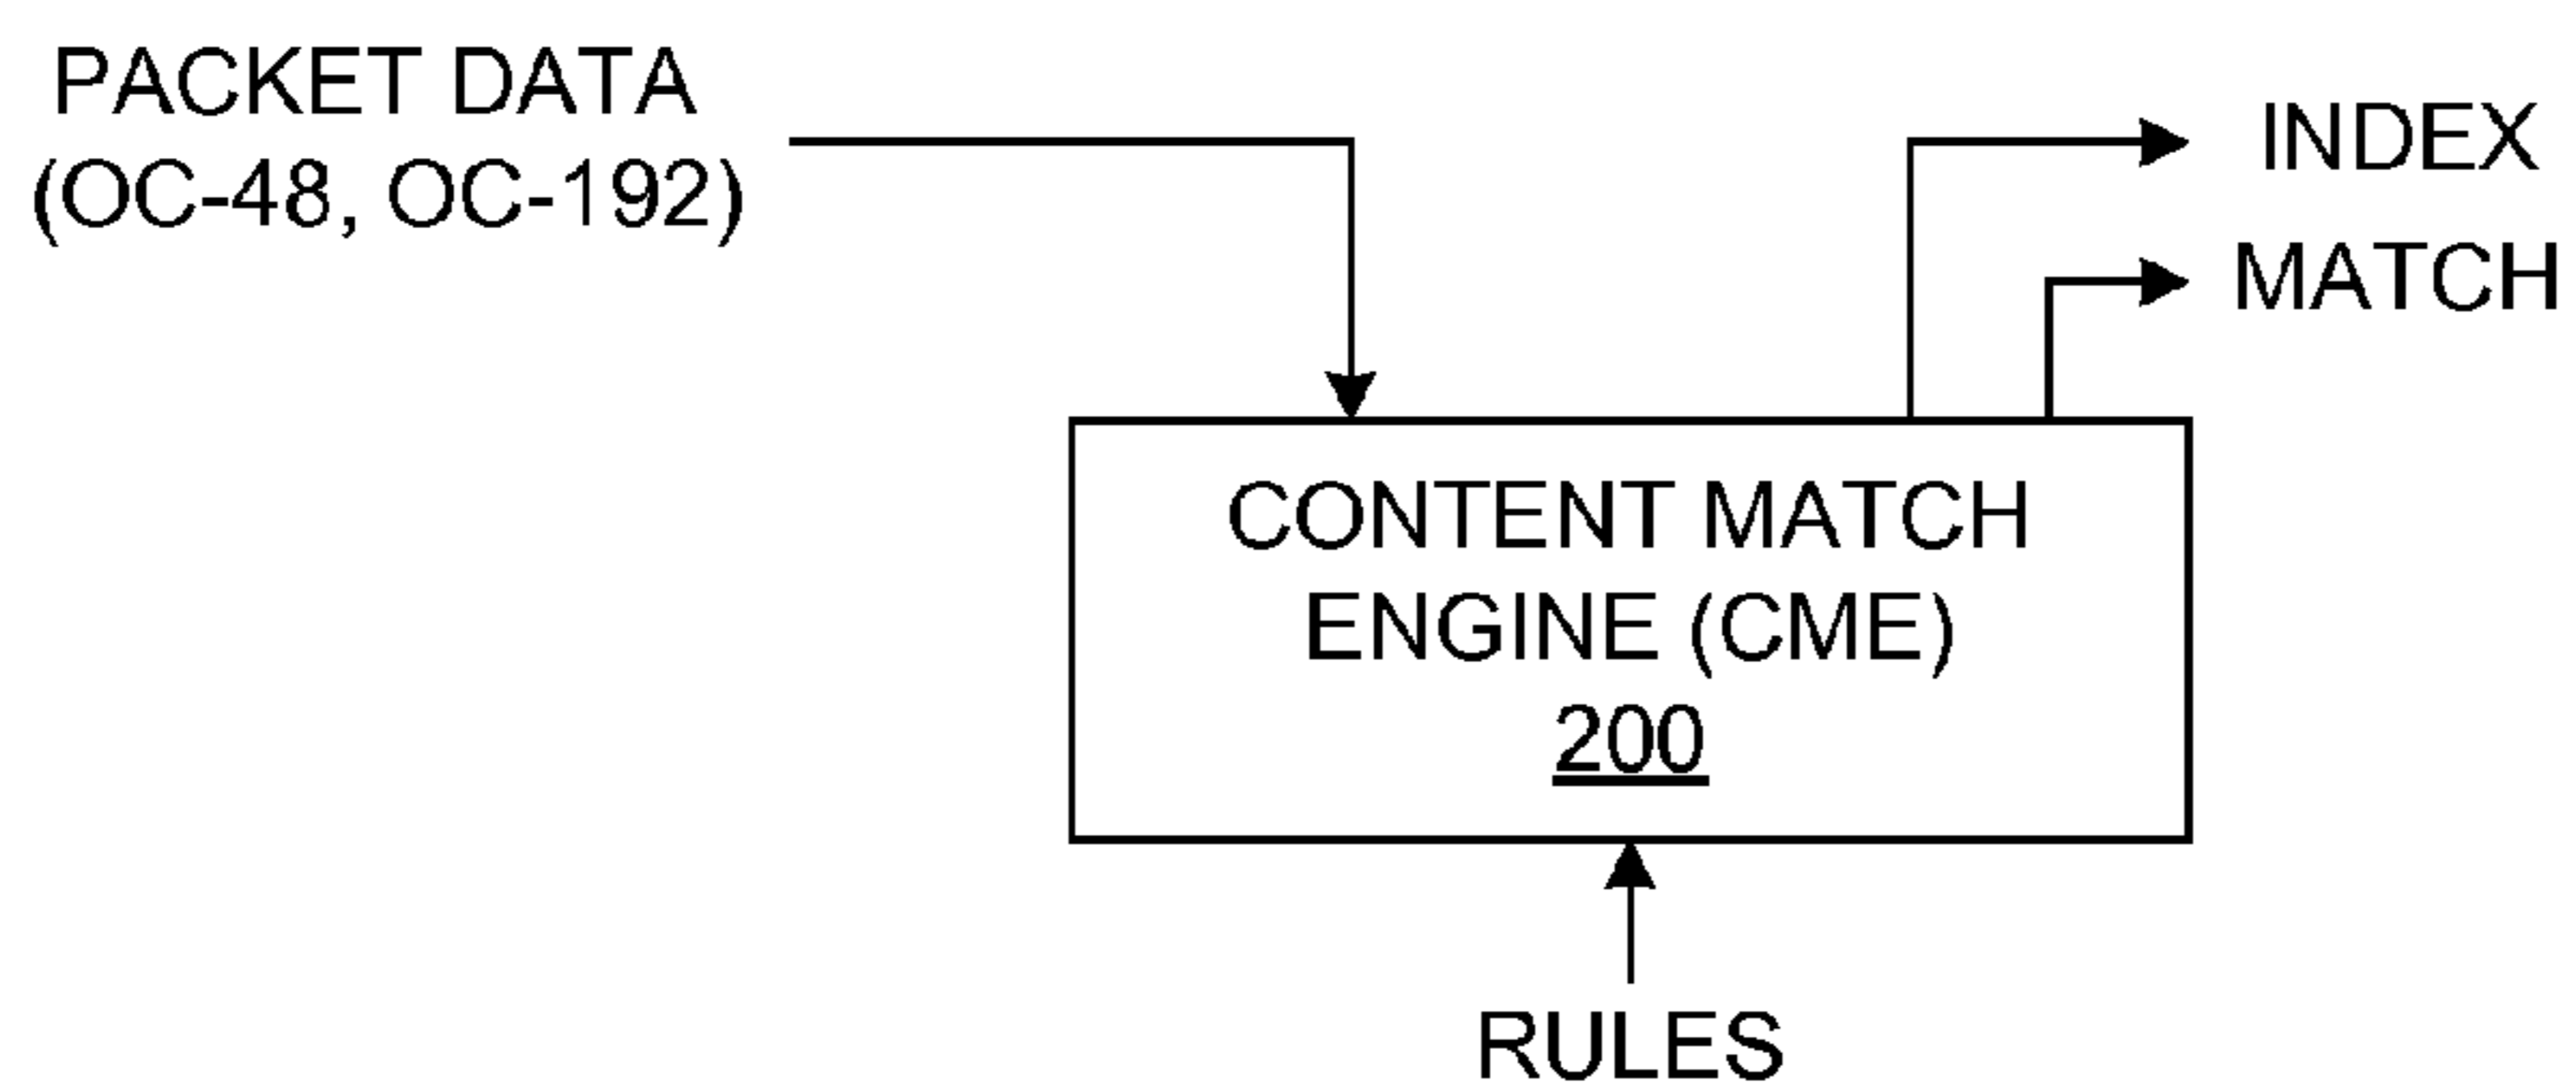 PACKET DATA
(OC-48, OC-192)
INDEX
MATCH
CONTENT MATCH
ENGINE (CME)
200
RULES